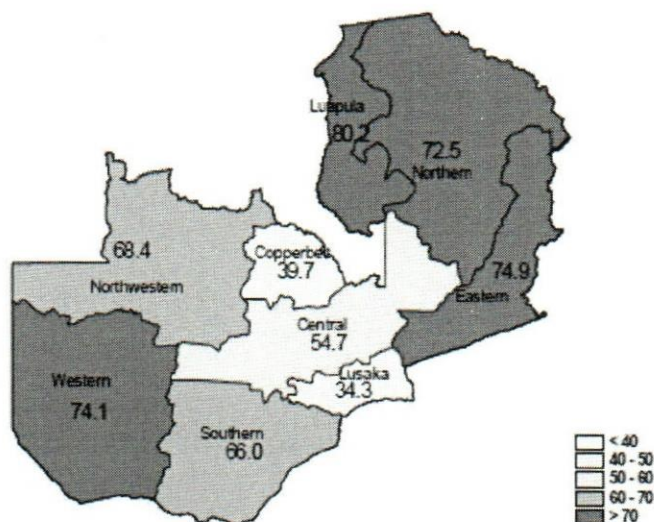 Luapula
80.2
72.5
Northern
68.4
Northwestern
Copperbelt
39.7
74.9
Eastern
Central
54.7
Western
74.1
Lusaka
34.3
Southern
66.0
< 40
40 - 50
50 - 60
60 - 70
> 70